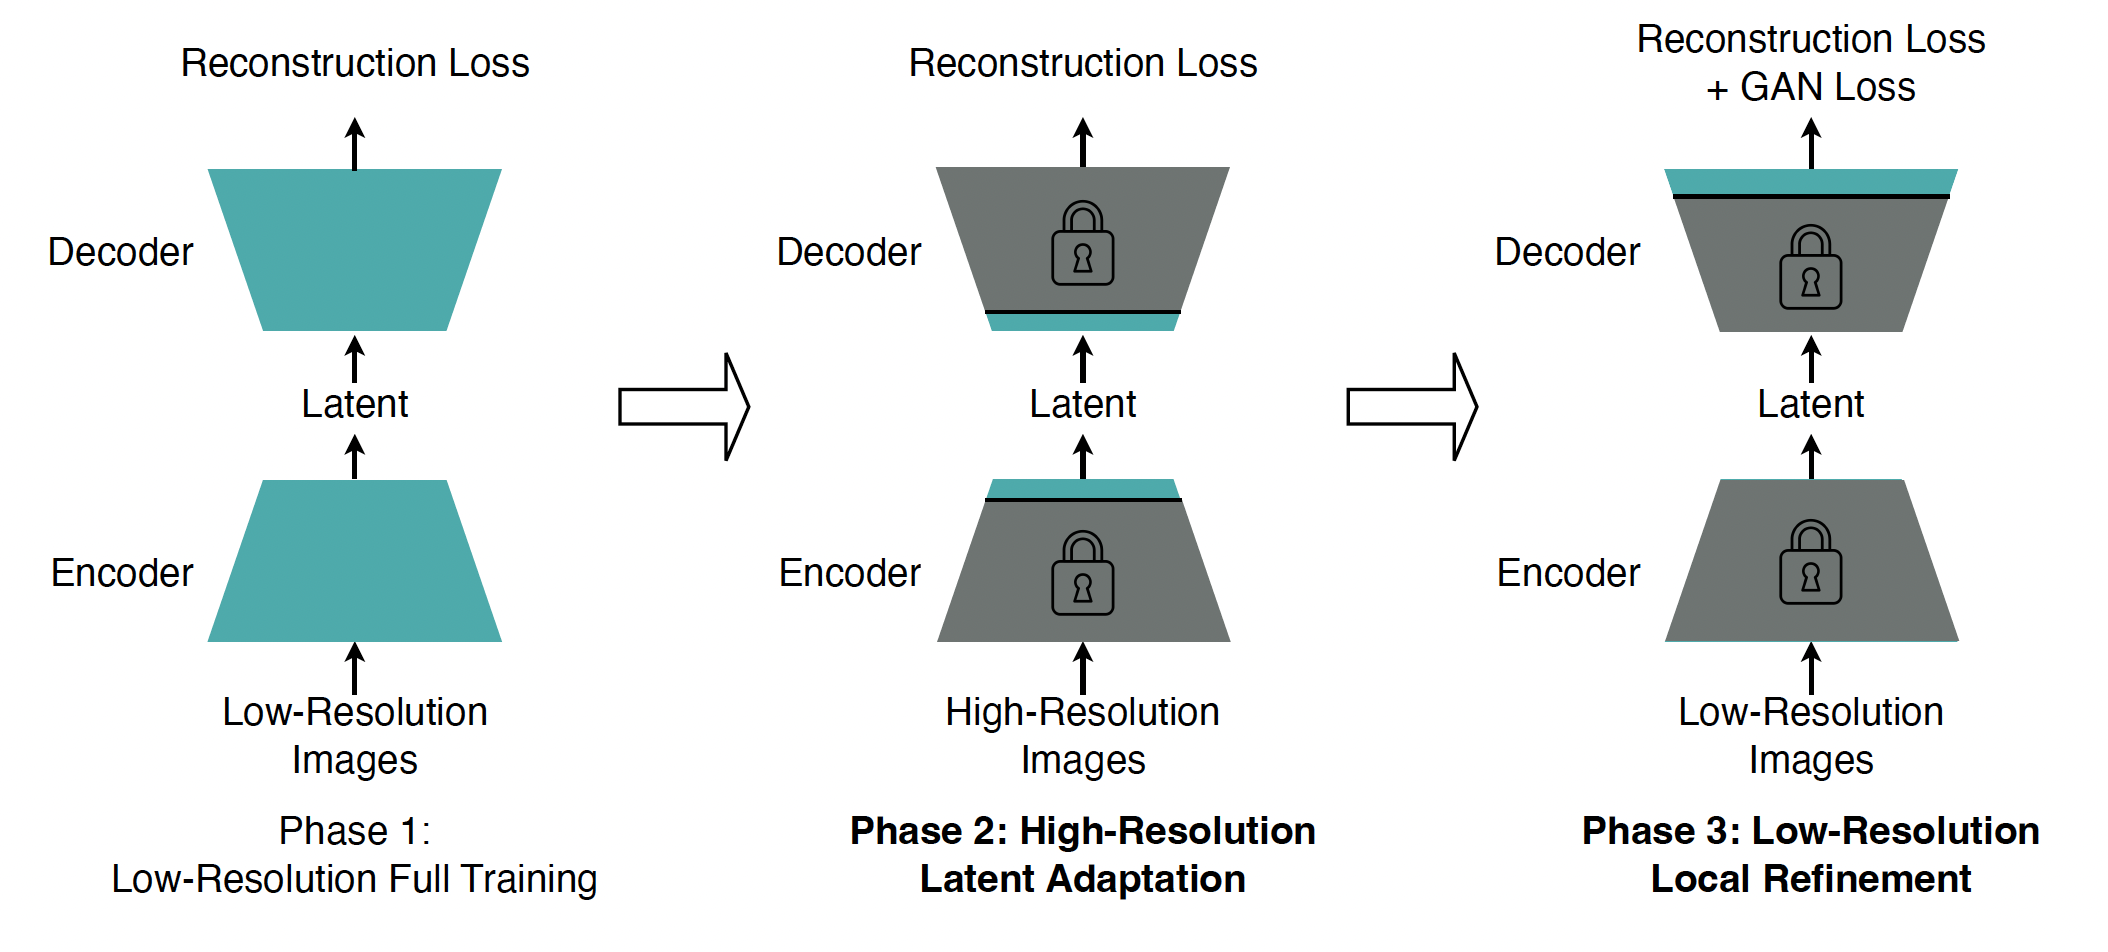 Reconstruction Loss
Decoder
Latent
Encoder
Low-Resolution
Images
Phase 1:
Low-Resolution Full Training
Reconstruction Loss
Decoder
Latent
Encoder
High-Resolution
Images
Phase 2: High-Resolution
Latent Adaptation
Reconstruction Loss
+ GAN Loss
Decoder
Latent
Encoder
Low-Resolution
Images
Phase 3: Low-Resolution
Local Refinement